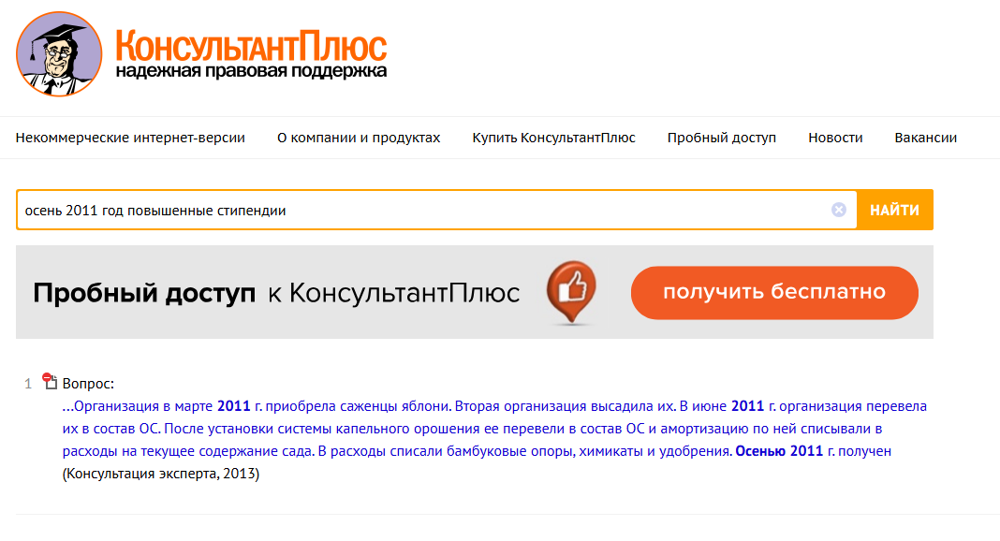 КонсультантПлюс
надежная правовая поддержка
Некоммерческие интернет-версии О компании и продуктах Купить КонсультантПлюс Пробный доступ Новости Вакансии
осень 2011 год повышенные стипендии НАЙТИ
Пробный доступ к КонсультантПлюс получить бесплатно
1 Вопрос:
...Организация в марте 2011 г. приобрела саженцы яблони. Вторая организация высадила их. В июне 2011 г. организация перевела
их в состав ОС. После установки системы капельного орошения ее перевели в состав ОС и амортизацию по ней списывали в
расходы на текущее содержание сада. В расходы списали бамбуковые опоры, химикаты и удобрения. Осенью 2011 г. получен
(Консультация эксперта, 2013)